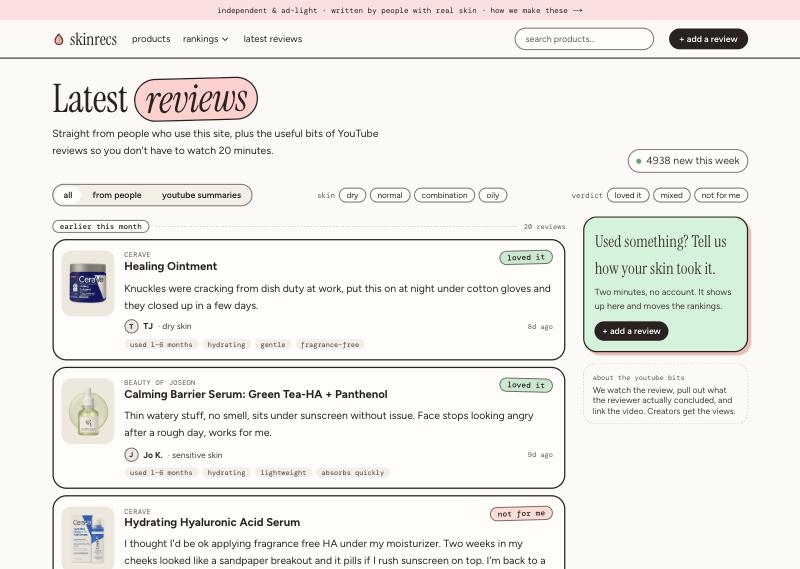 independent & ad-light · written by people with real skin · how we make these →
skinrecs
products
rankings
latest reviews
search products...
+ add a review
Latest reviews
Straight from people who use this site, plus the useful bits of YouTube
reviews so you don't have to watch 20 minutes.
4938 new this week
all
from people
youtube summaries
skin
dry
normal
combination
oily
verdict
loved it
mixed
not for me
earlier this month
20 reviews
CERAVE
loved it
Healing Ointment
Knuckles were cracking from dish duty at work, put this on at night under cotton gloves and
they closed up in a few days.
T TJ · dry skin
8d ago
used 1-6 months
hydrating
gentle
fragrance-free
BEAUTY OF JOSEON
loved it
Calming Barrier Serum: Green Tea-HA + Panthenol
Thin watery stuff, no smell, sits under sunscreen without issue. Face stops looking angry
after a rough day, works for me.
J Jo K. · sensitive skin
9d ago
used 1-6 months
hydrating
lightweight
absorbs quickly
CERAVE
not for me
Hydrating Hyaluronic Acid Serum
I thought I'd be ok applying fragrance free HA under my moisturizer. Two weeks in my
cheeks looked like a sandpaper breakout and it pills if I rush sunscreen on top. I'm back to a
Used something? Tell us
how your skin took it.
Two minutes, no account. It shows
up here and moves the rankings.
+ add a review
about the youtube bits
We watch the review, pull out what
the reviewer actually concluded, and
link the video. Creators get the views.